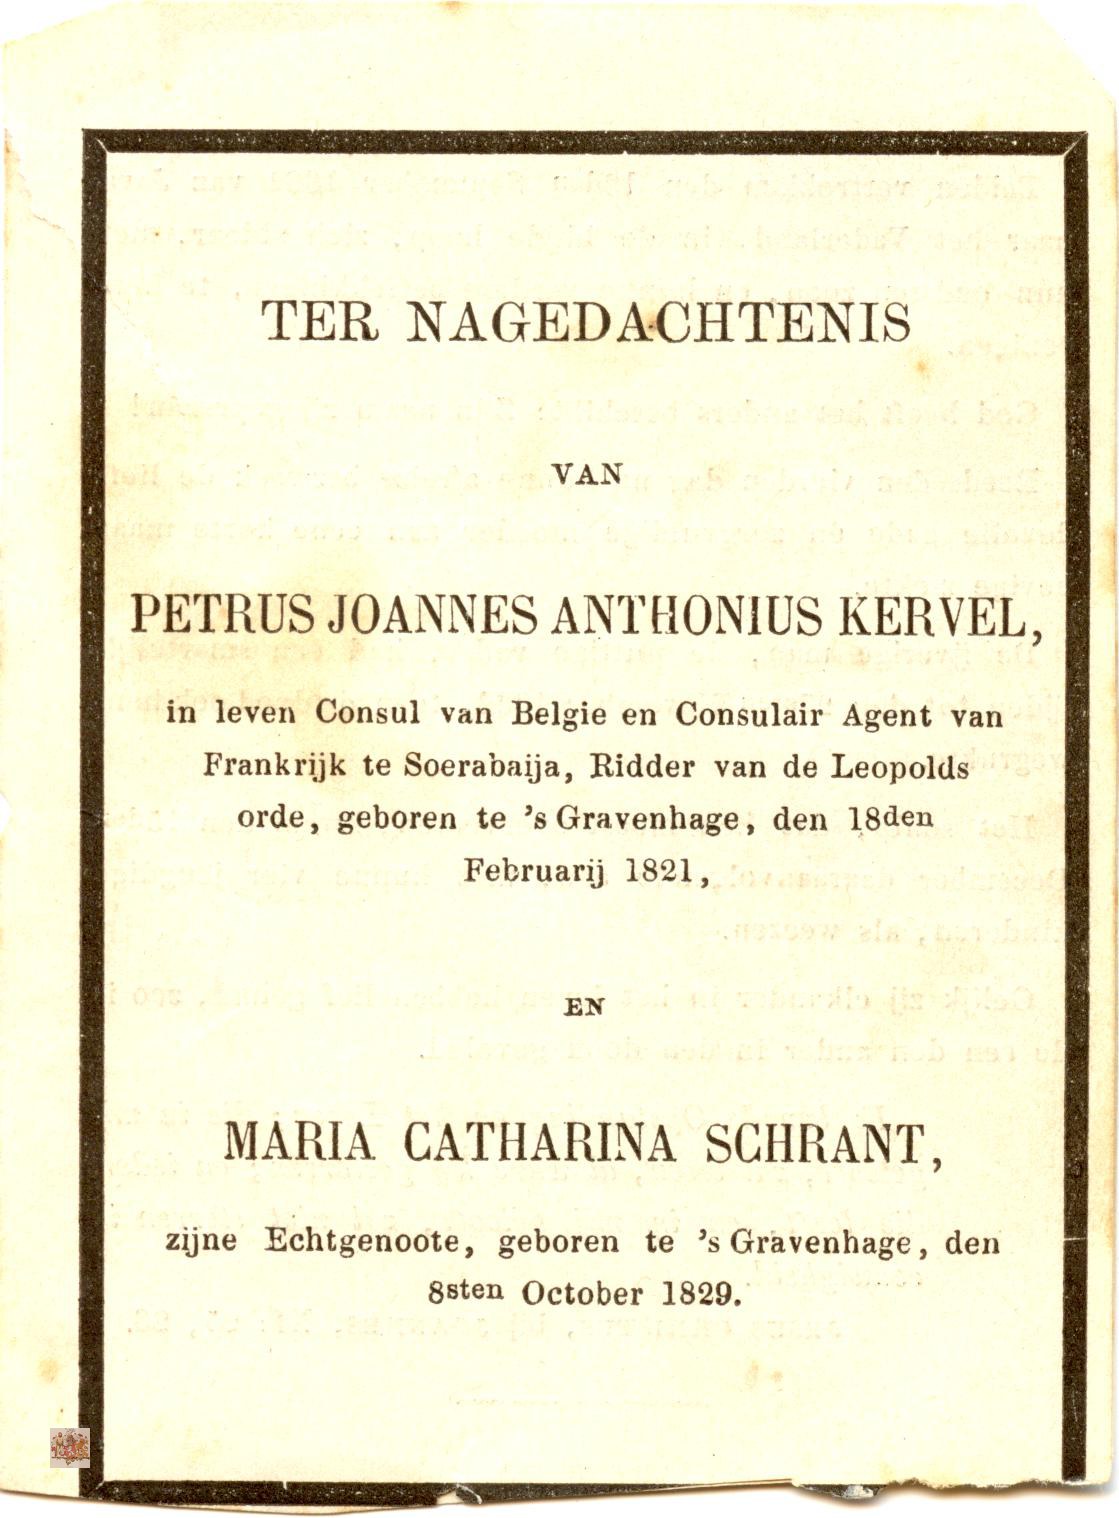 TER NAGEDACHTENIS
VAN
PETRUS JOANNES ANTHONIUS KERVEL,
in leven Consul van Belgie en Consulair Agent van
Frankrijk te Soerabaija, Ridder van de Leopolds
orde, geboren te 's Gravenhage, den 18den
Februarij 1821,
EN
MARIA CATHARINA SCHRANT,
zijne Echtgenoote, geboren te 's Gravenhage, den
8sten October 1829.